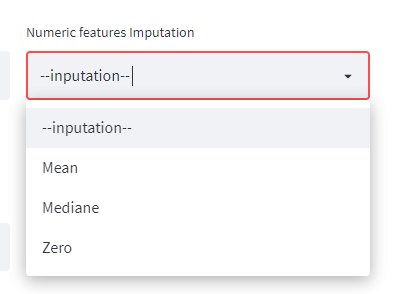 Numeric features Imputation
--inputation--
--inputation--
Mean
Mediane
Zero